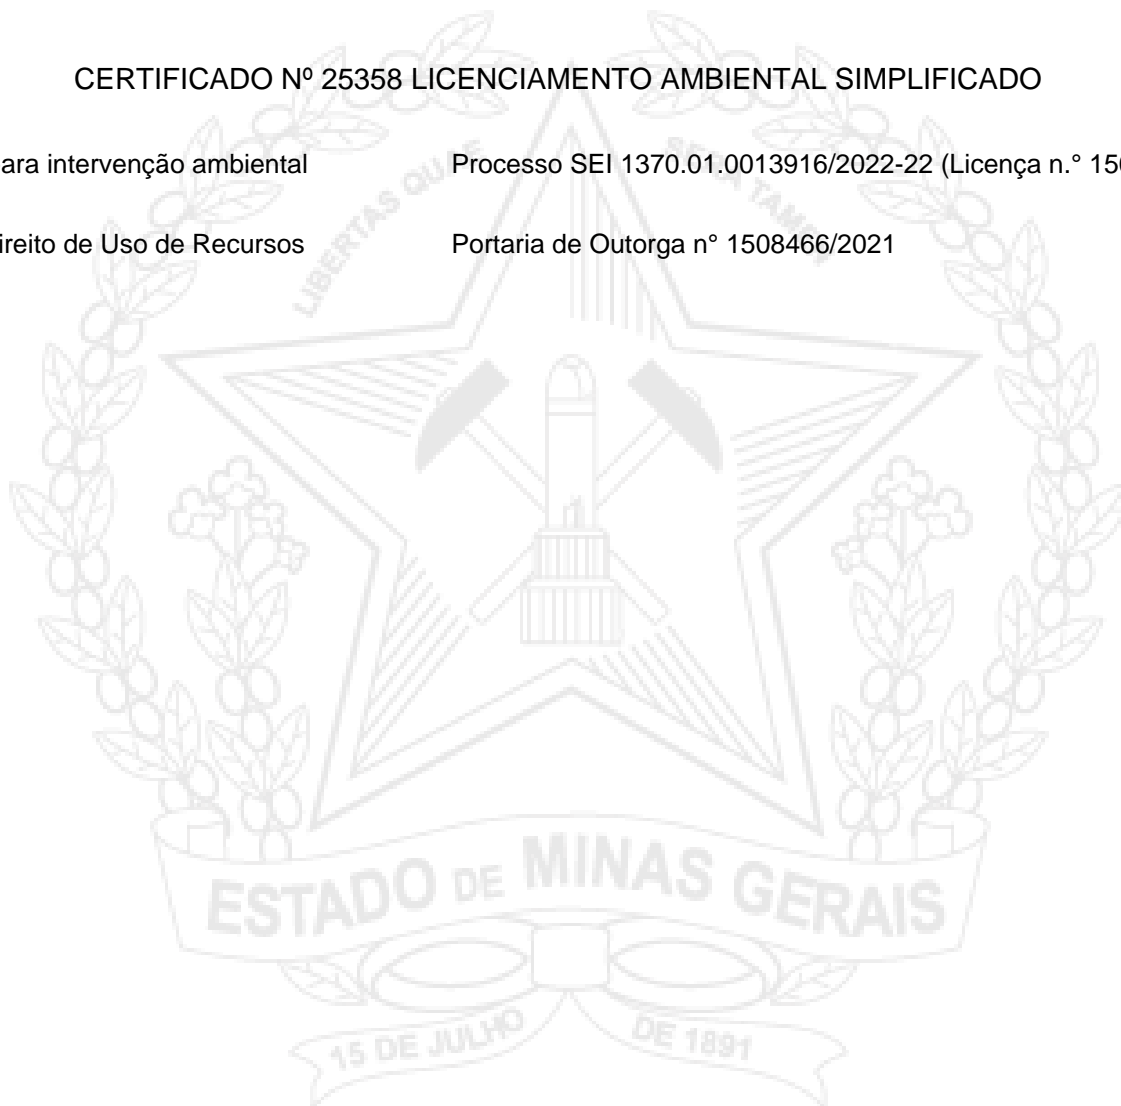 CERTIFICADO Nº 25358 LICENCIAMENTO AMBIENTAL SIMPLIFICADO
ara intervenção ambiental Processo SEI 1370.01.0013916/2022-22 (Licença n.° 150
ireito de Uso de Recursos Portaria de Outorga n° 1508466/2021
LIBERTAS QUAE SERA TAMEN
ESTADO DE MINAS GERAIS
15 DE JULHO DE 1891